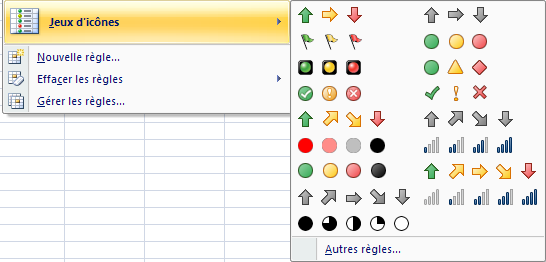 Jeux d'icônes
Nouvelle règle...
Effacer les règles
Gérer les règles...
Autres règles...